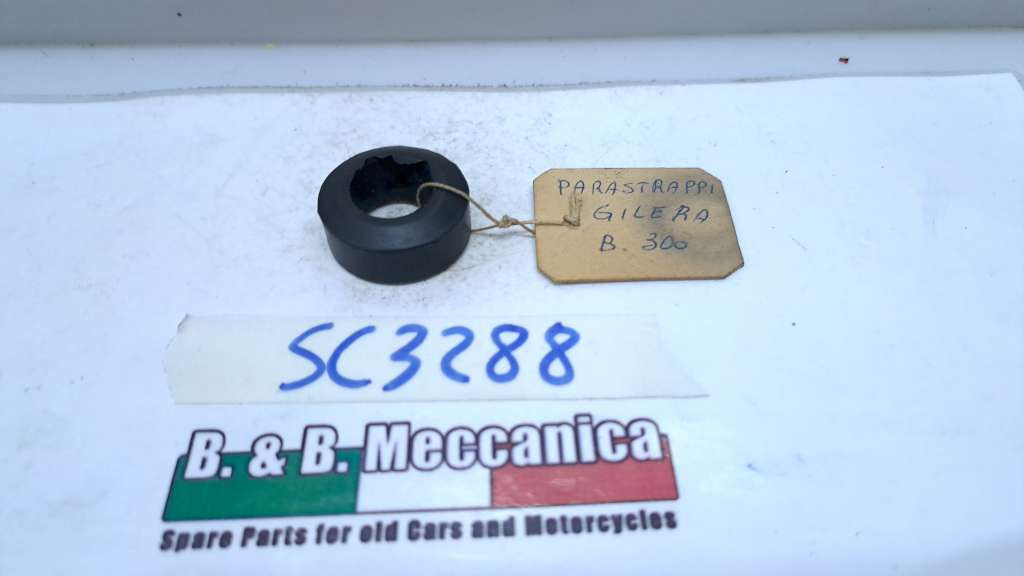 PARASTRAPPI
GILERA
B. 300
SC3288
B. & B. Meccanica
Spare Parts for old Cars and Motorcycles